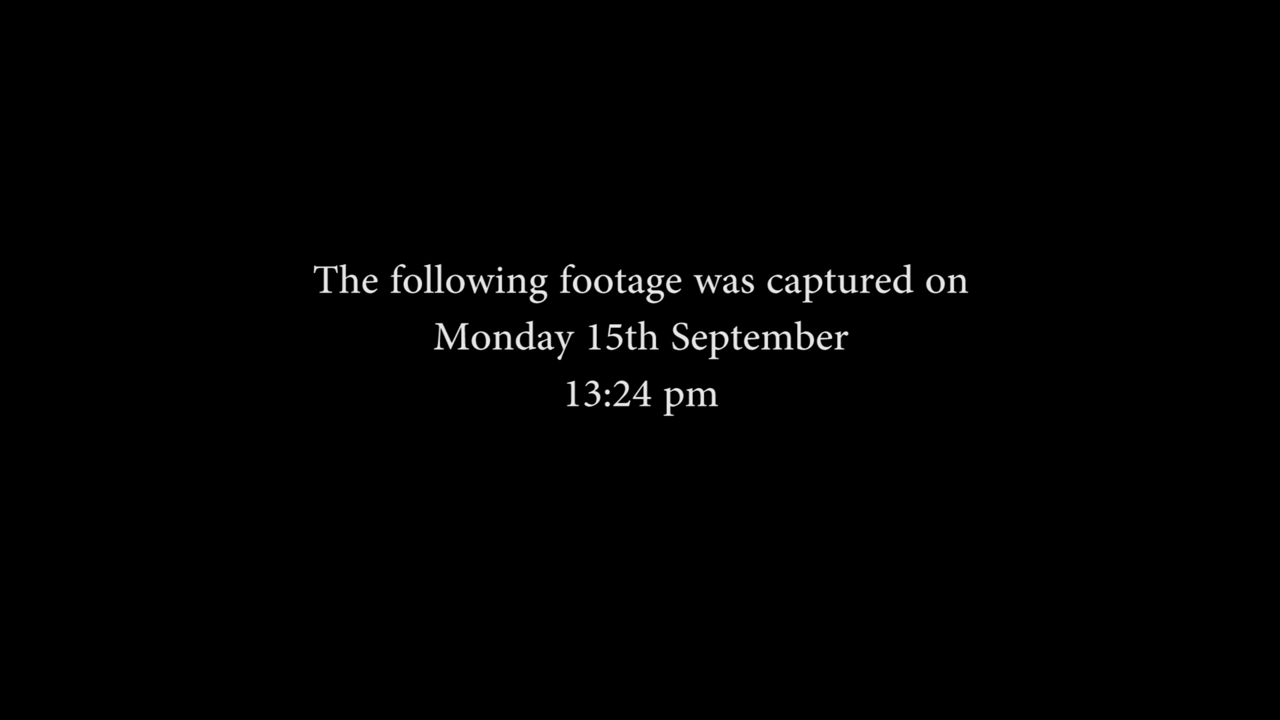 The following footage was captured on
Monday 15th September
13:24 pm